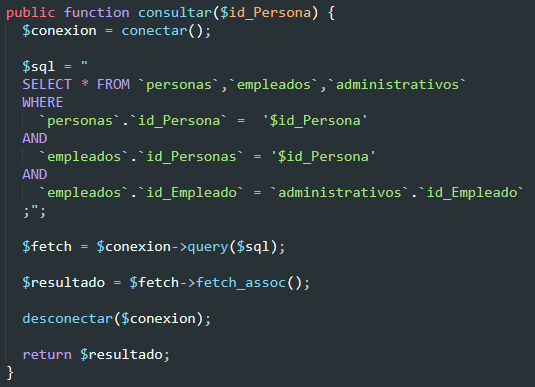 public function consultar($id_Persona) {
$conexion = conectar();
$sql = "
SELECT * FROM `personas`,`empleados`,`administrativos`
WHERE
`personas`.`id_Persona` =  '$id_Persona'
AND
`empleados`.`id_Personas` = '$id_Persona'
AND
`empleados`.`id_Empleado` = `administrativos`.`id_Empleado`
;";
$fetch = $conexion->query($sql);
$resultado = $fetch->fetch_assoc();
desconectar($conexion);
return $resultado;
}